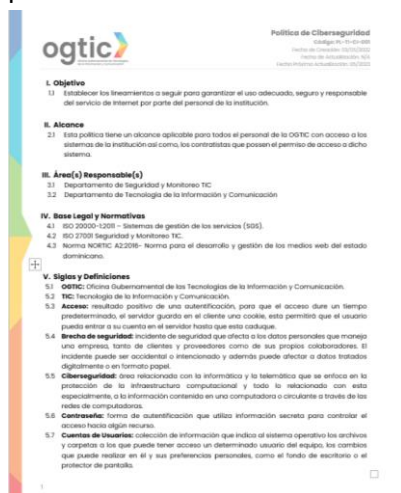 ogtic
Política de Ciberseguridad
I. Objetivo
1.1 Establecer los lineamientos a seguir para garantizar el uso adecuado, seguro y responsable
del servicio de Internet por parte del personal de la institución.
II. Alcance
2.1 Esta política tiene un alcance aplicable para todos el personal de la OGTIC con acceso a los
sistemas de la institución así como, los contratistas que possen el permiso de acceso a dicho
sistema.
III. Área(s) Responsable(s)
3.1 Departamento de Seguridad y Monitoreo TIC
3.2 Departamento de Tecnología de la Información y Comunicación
IV. Base Legal y Normativas
4.1 ISO 20000-1:2011 – Sistemas de gestión de los servicios (SGS).
4.2 ISO 27001 Seguridad y Monitoreo TIC.
4.3 Norma NORTIC A2:2016- Norma para el desarrollo y gestión de los medios web del estado
dominicano.
V. Siglas y Definiciones
5.1 OGTIC: Oficina Gubernamental de las Tecnologías de la Información y Comunicación.
5.2 TIC: Tecnología de la Información y Comunicación.
5.3 Acceso: resultado positivo de una autentificación, para que el acceso dure un tiempo
predeterminado, el servidor guarda en el cliente una cookie, esta permitirá que el usuario
pueda entrar a su cuenta en el servidor hasta que esta caduque.
5.4 Brecha de seguridad: incidente de seguridad que afecta a los datos personales que maneja
una empresa, tanto de clientes y proveedores como de sus propios colaboradores. El
incidente puede ser accidental o intencionado y además puede afectar a datos tratados
digitalmente o en formato papel.
5.5 Ciberseguridad: área relacionada con la informática y la telemática que se enfoca en la
protección de la infraestructura computacional y todo lo relacionado con esta
especialmente, a la información contenida en una computadora o circulante a través de las
redes de computadoras.
5.6 Contraseña: forma de autentificación que utiliza información secreta para controlar el
acceso hacia algún recurso.
5.7 Cuentas de Usuarios: colección de información que indica al sistema operativo los archivos
y carpetas a los que puede tener acceso un determinado usuario del equipo, los cambios
que puede realizar en él y sus preferencias personales, como el fondo de escritorio o el
protector de pantalla.